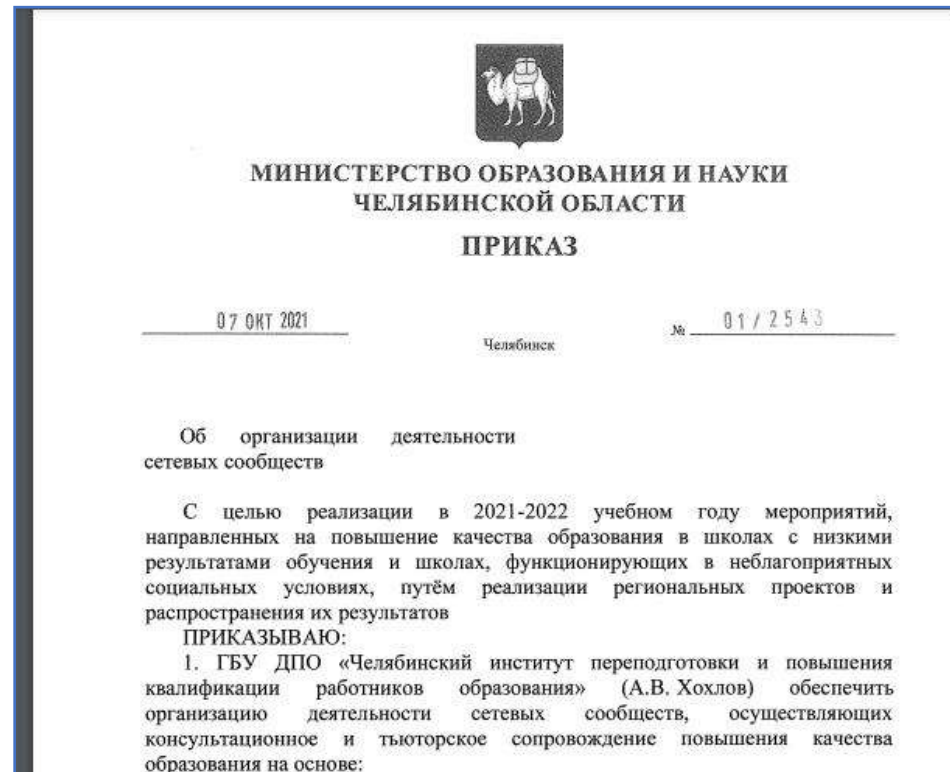 МИНИСТЕРСТВО ОБРАЗОВАНИЯ И НАУКИ
ЧЕЛЯБИНСКОЙ ОБЛАСТИ
ПРИКАЗ
07 ОКТ 2021
№ 01/2543
Челябинск
Об организации деятельности
сетевых сообществ
С целью реализации в 2021-2022 учебном году мероприятий,
направленных на повышение качества образования в школах с низкими
результатами обучения и школах, функционирующих в неблагоприятных
социальных условиях, путём реализации региональных проектов и
распространения их результатов
ПРИКАЗЫВАЮ:
1. ГБУ ДПО «Челябинский институт переподготовки и повышения
квалификации работников образования» (А.В. Хохлов) обеспечить
организацию деятельности сетевых сообществ, осуществляющих
консультационное и тьюторское сопровождение повышения качества
образования на основе: